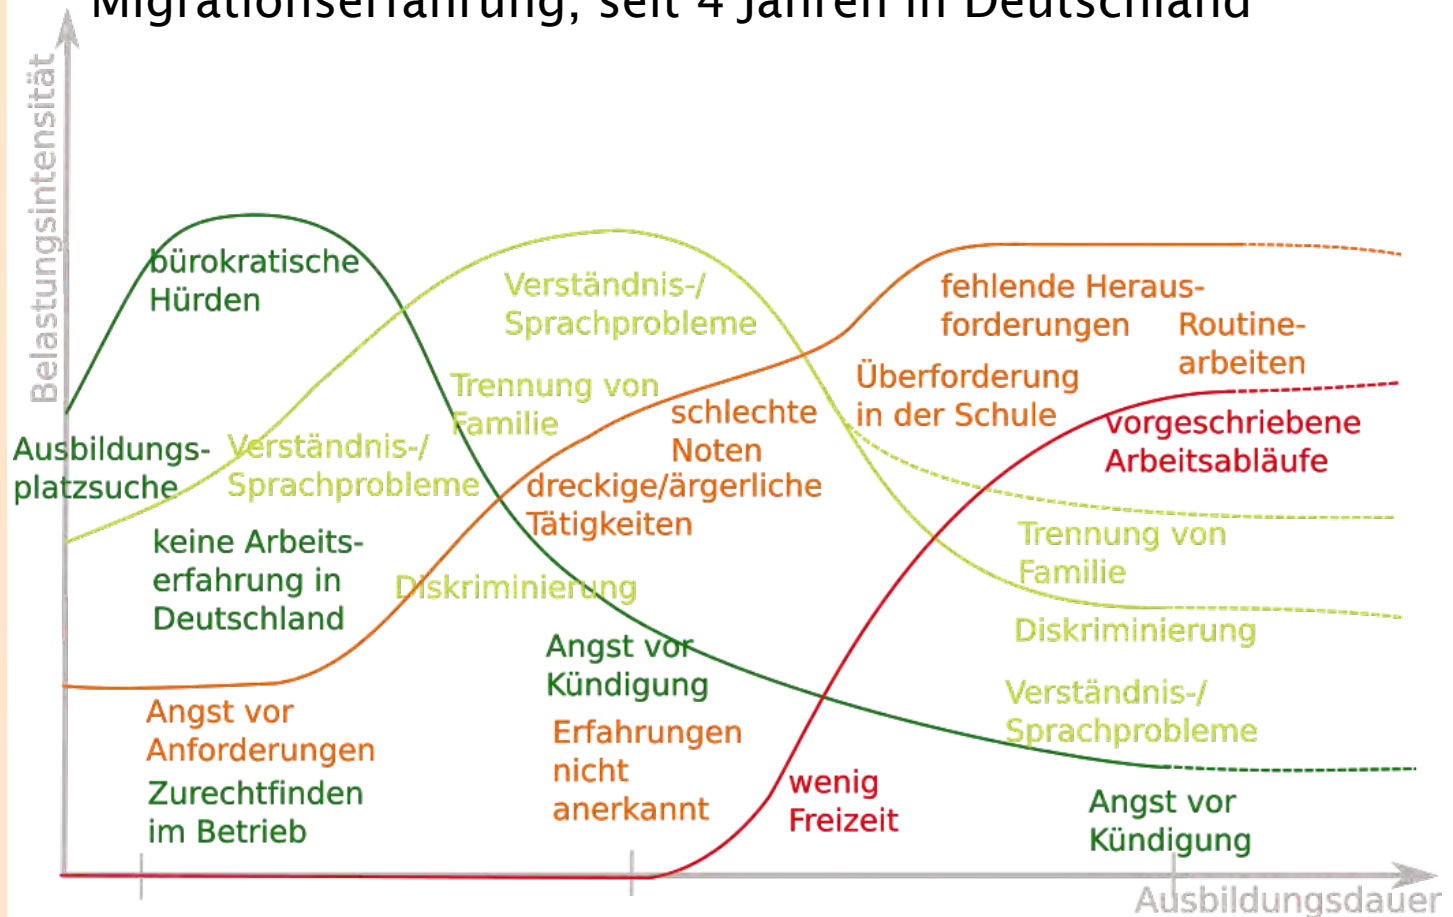 Migrationserfahrung, seit 4 Jahren in Deutschland
Belastungsintensität
bürokratische
Hürden
Verständnis-/
Sprachprobleme
fehlende Heraus-
forderungen
Routine-
arbeiten
Trennung von
Familie
schlechte
Noten
Überforderung
in der Schule
vorgeschriebene
Arbeitsabläufe
Ausbildungs-
platzsuche
Verständnis-/
Sprachprobleme
dreckige/ärgerliche
Tätigkeiten
keine Arbeits-
erfahrung in
Deutschland
Diskriminierung
Trennung von
Familie
Diskriminierung
Angst vor
Kündigung
Verständnis-/
Sprachprobleme
Angst vor
Anforderungen
Erfahrungen
nicht
anerkannt
Zurechtfinden
im Betrieb
wenig
Freizeit
Angst vor
Kündigung
Ausbildungsdauer